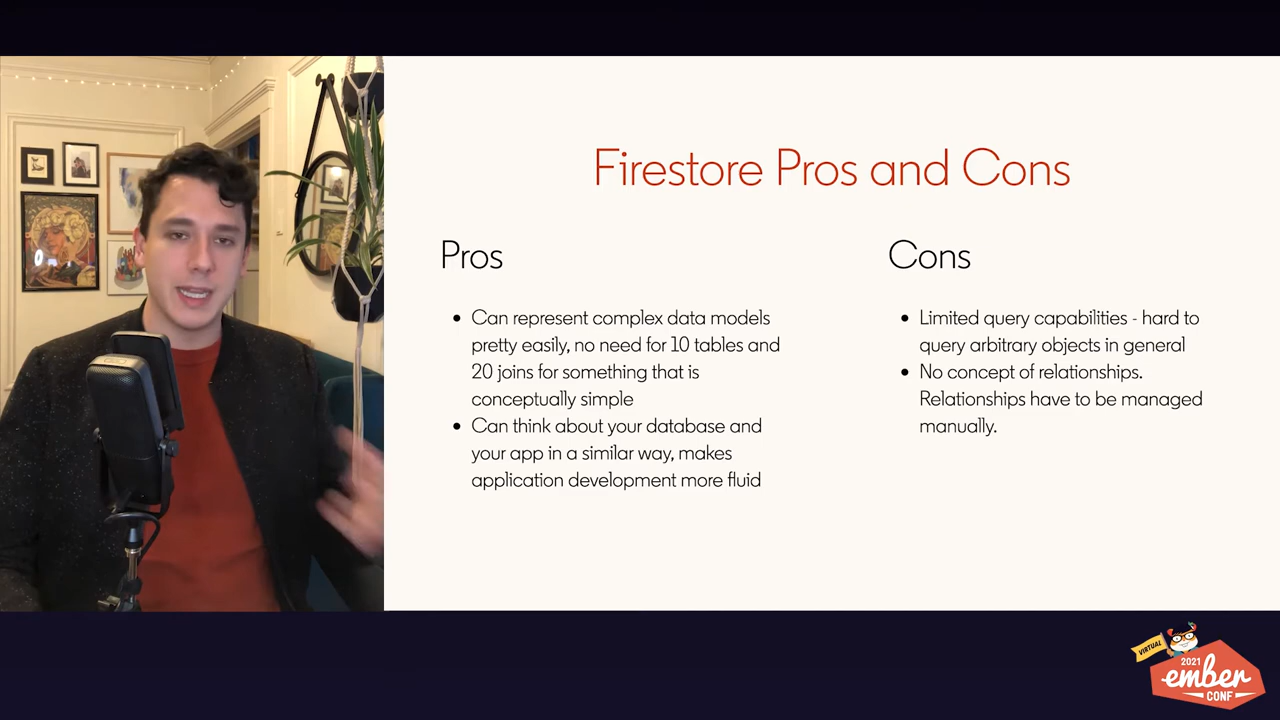 Firestore Pros and Cons
Pros
• Can represent complex data models
pretty easily, no need for 10 tables and
20 joins for something that is
conceptually simple
• Can think about your database and
your app in a similar way, makes
application development more fluid
Cons
• Limited query capabilities - hard to
query arbitrary objects in general
• No concept of relationships.
Relationships have to be managed
manually.
VIRTUAL
2021
ember
CONF